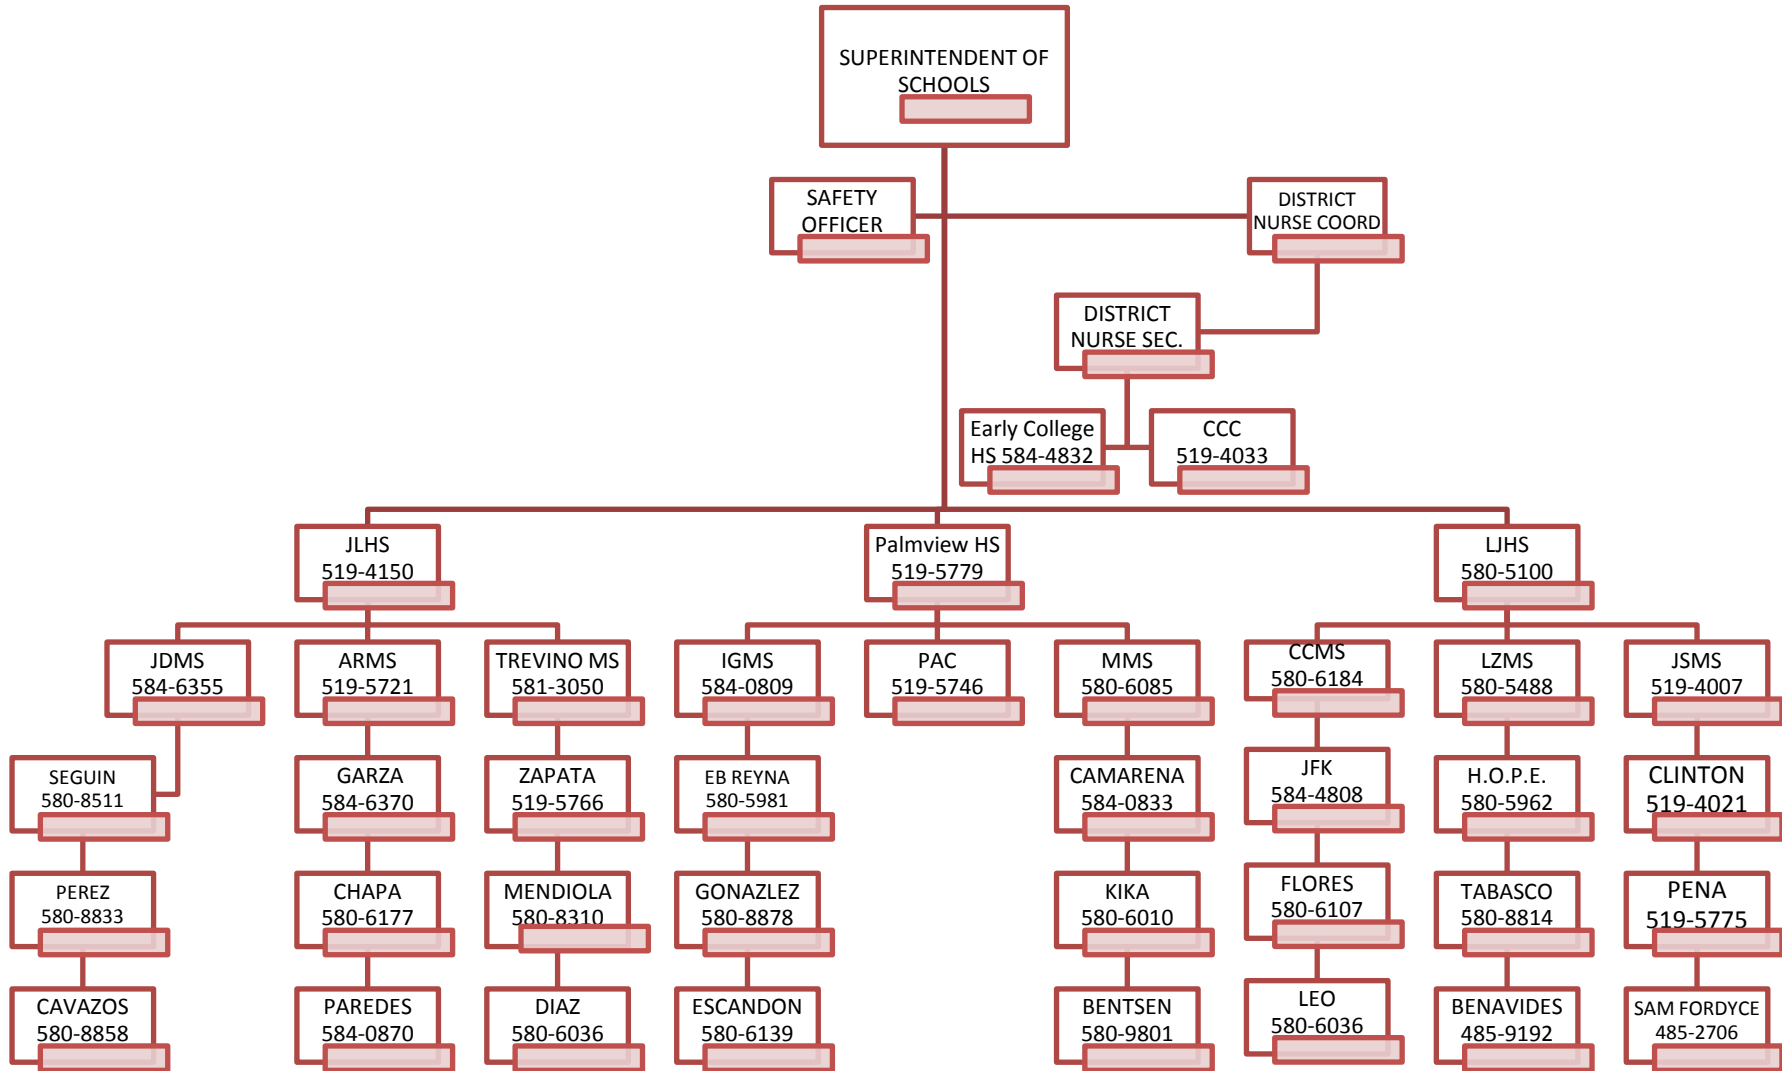 SUPERINTENDENT OF
SCHOOLS
SAFETY
OFFICER
DISTRICT
NURSE COORD
DISTRICT
NURSE SEC.
Early College
HS 584-4832
CCC
519-4033
JLHS
519-4150
Palmview HS
519-5779
LJHS
580-5100
JDMS
584-6355
ARMS
519-5721
TREVINO MS
581-3050
IGMS
584-0809
PAC
519-5746
MMS
580-6085
CCMS
580-6184
LZMS
580-5488
JSMS
519-4007
SEGUIN
580-8511
GARZA
584-6370
ZAPATA
519-5766
EB REYNA
580-5981
CAMARENA
584-0833
JFK
584-4808
H.O.P.E.
580-5962
CLINTON
519-4021
PEREZ
580-8833
CHAPA
580-6177
MENDIOLA
580-8310
GONAZLEZ
580-8878
KIKA
580-6010
FLORES
580-6107
TABASCO
580-8814
PENA
519-5775
CAVAZOS
580-8858
PAREDES
584-0870
DIAZ
580-6036
ESCANDON
580-6139
BENTSEN
580-9801
LEO
580-6036
BENAVIDES
485-9192
SAM FORDYCE
485-2706